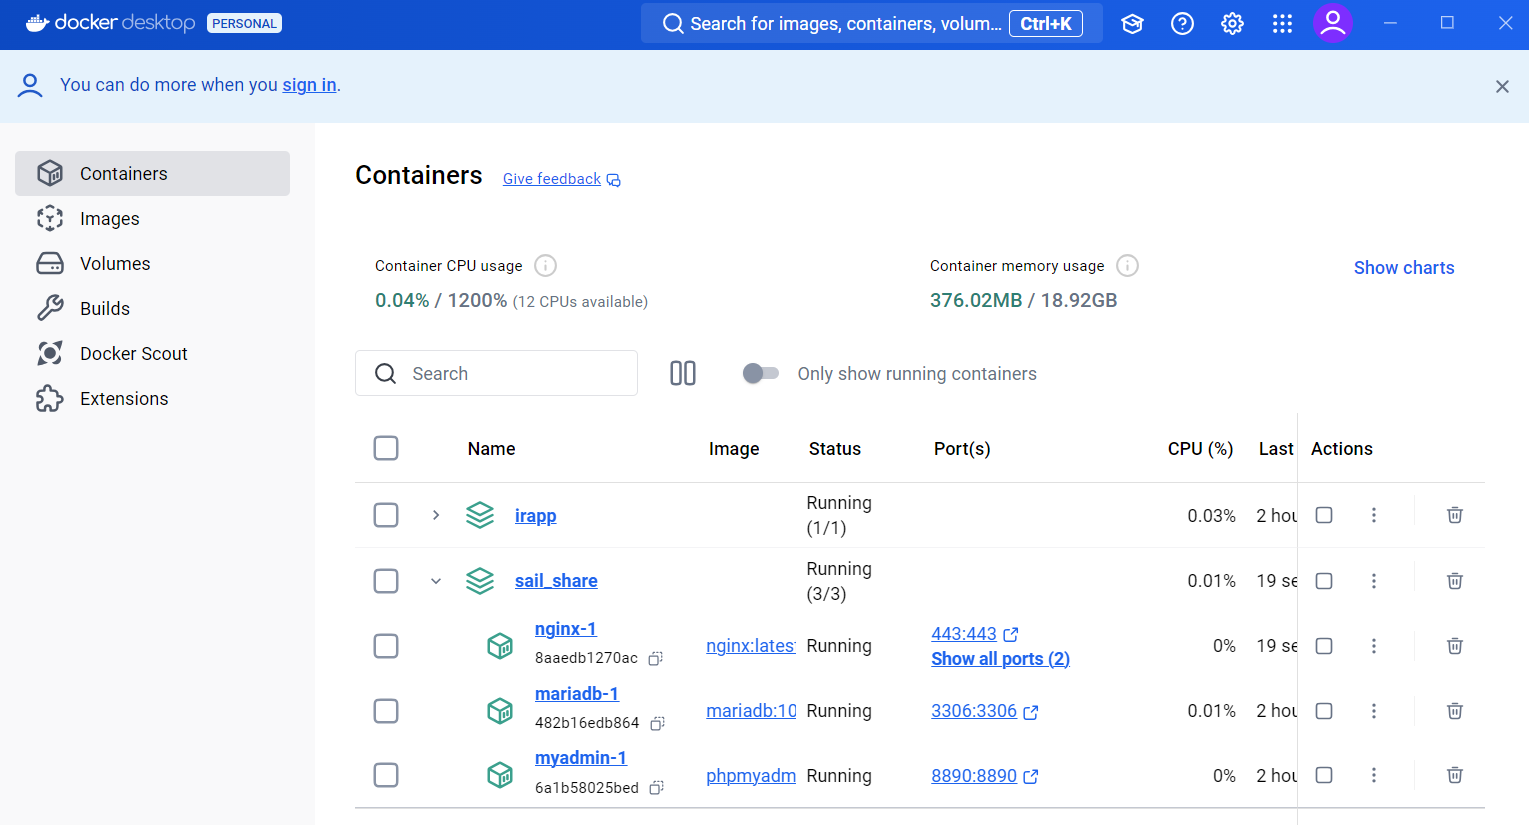 docker desktop PERSONAL
Search for images, containers, volum... Ctrl+K
You can do more when you sign in.
Containers
Images
Volumes
Builds
Docker Scout
Extensions
Containers Give feedback
Container CPU usage
0.04% / 1200% (12 CPUs available)
Container memory usage
376.02MB / 18.92GB
Show charts
Search
Only show running containers
Name Image Status Port(s) CPU (%) Last Actions
irapp Running (1/1) 0.03% 2 hou
sail_share Running (3/3) 0.01% 19 se
nginx-1
8aaedb1270ac
nginx:lates Running
443:443
Show all ports (2)
0% 19 se
mariadb-1
482b16edb864
mariadb:10 Running 3306:3306 0.01% 2 hou
myadmin-1
6a1b58025bed
phpmyadm Running 8890:8890 0% 2 hou